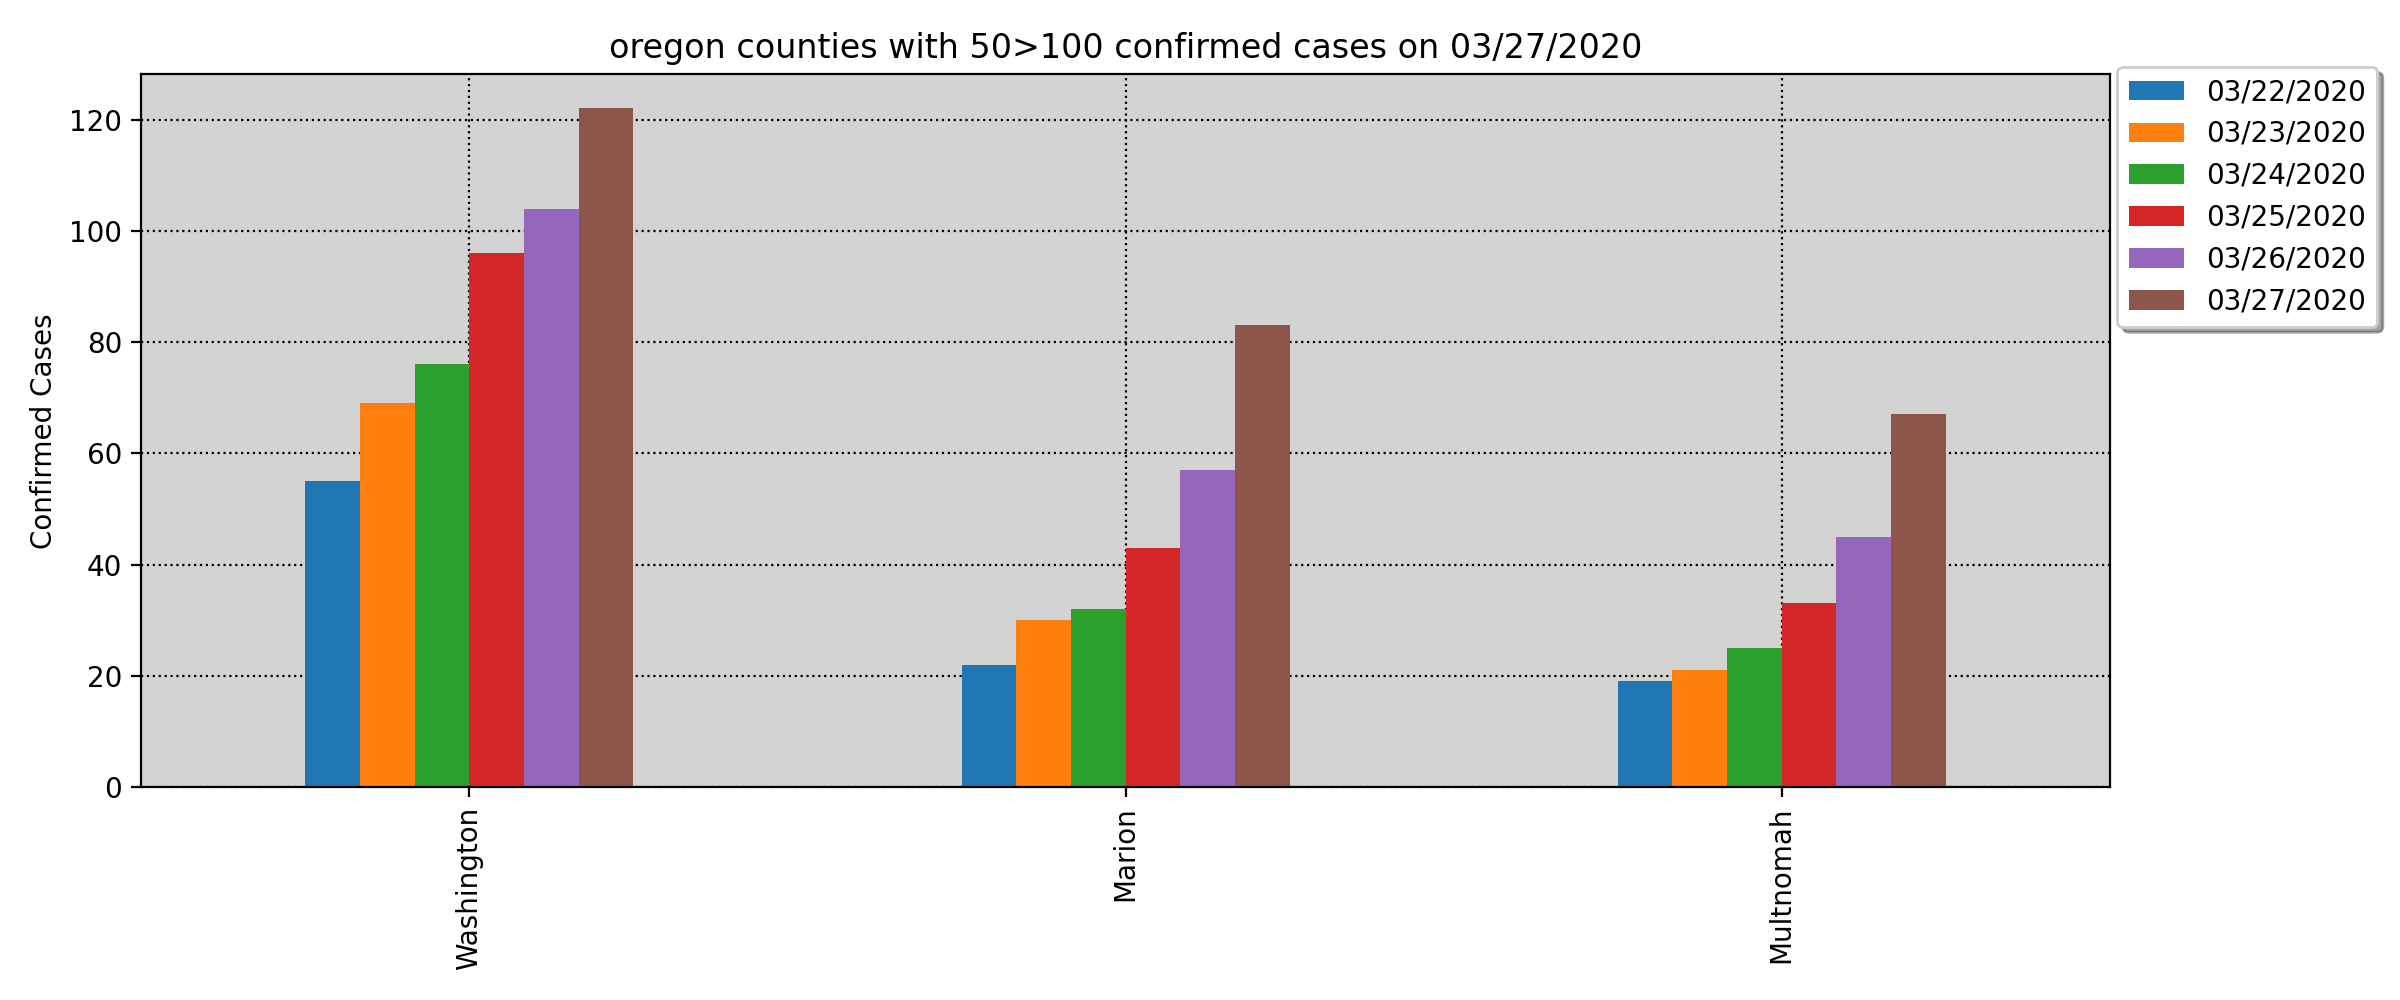 oregon counties with 50>100 confirmed cases on 03/27/2020
03/22/2020
03/23/2020
03/24/2020
03/25/2020
03/26/2020
03/27/2020
Confirmed Cases
120
100
80
60
40
20
0
Washington
Marion
Multnomah